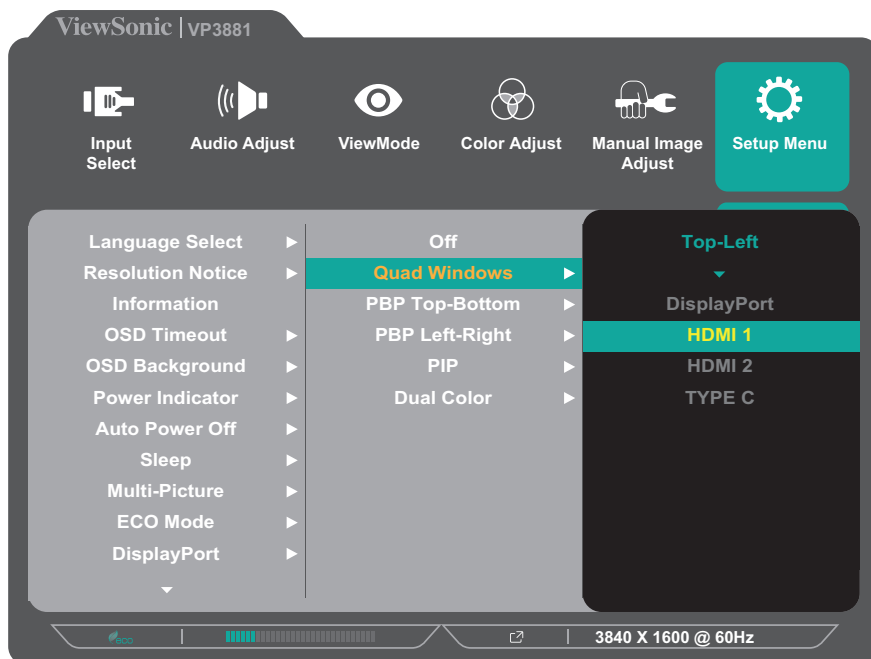 ViewSonic | VP3881
Input Select
Audio Adjust
ViewMode
Color Adjust
Manual Image Adjust
Setup Menu
Language Select
Resolution Notice
Information
OSD Timeout
OSD Background
Power Indicator
Auto Power Off
Sleep
Multi-Picture
ECO Mode
DisplayPort
Off
Quad Windows
PBP Top-Bottom
PBP Left-Right
PIP
Dual Color
Top-Left
DisplayPort
HDMI 1
HDMI 2
TYPE C
eco
3840 X 1600 @ 60Hz